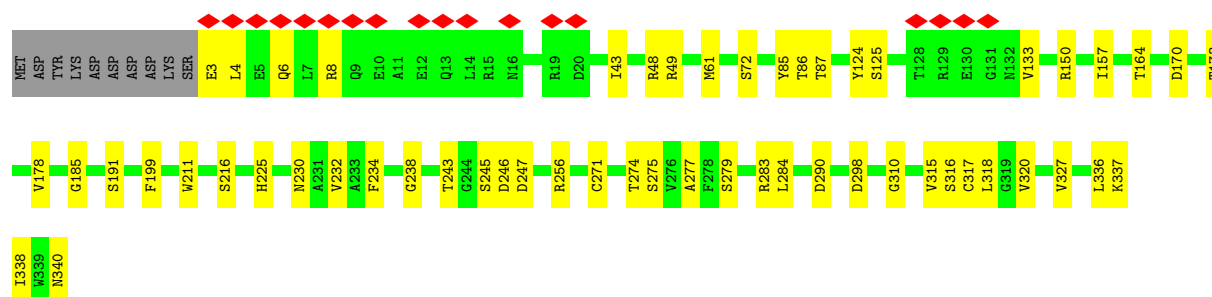 MET ASP TYR LYS ASP ASP ASP ASP LYS SER E3 L4 E5 Q6 L7 R8 Q9 E10 A11 E12 Q13 L14 R15 N16 R19 D20 I43 R48 R49 M61 S72 Y85 T86 T87 Y124 S125 T128 R129 E130 G131 N132 V133 R150 I157 T164 D170
V178 G185 S191 F199 W211 S216 H225 N230 A231 V232 A233 F234 G238 T243 G244 S245 D246 D247 R256 C271 T274 S275 V276 A277 F278 S279 R283 L284 D290 D298 G310 V315 S316 C317 L318 G319 V320 V327 L336 K337
I338 W339 N340